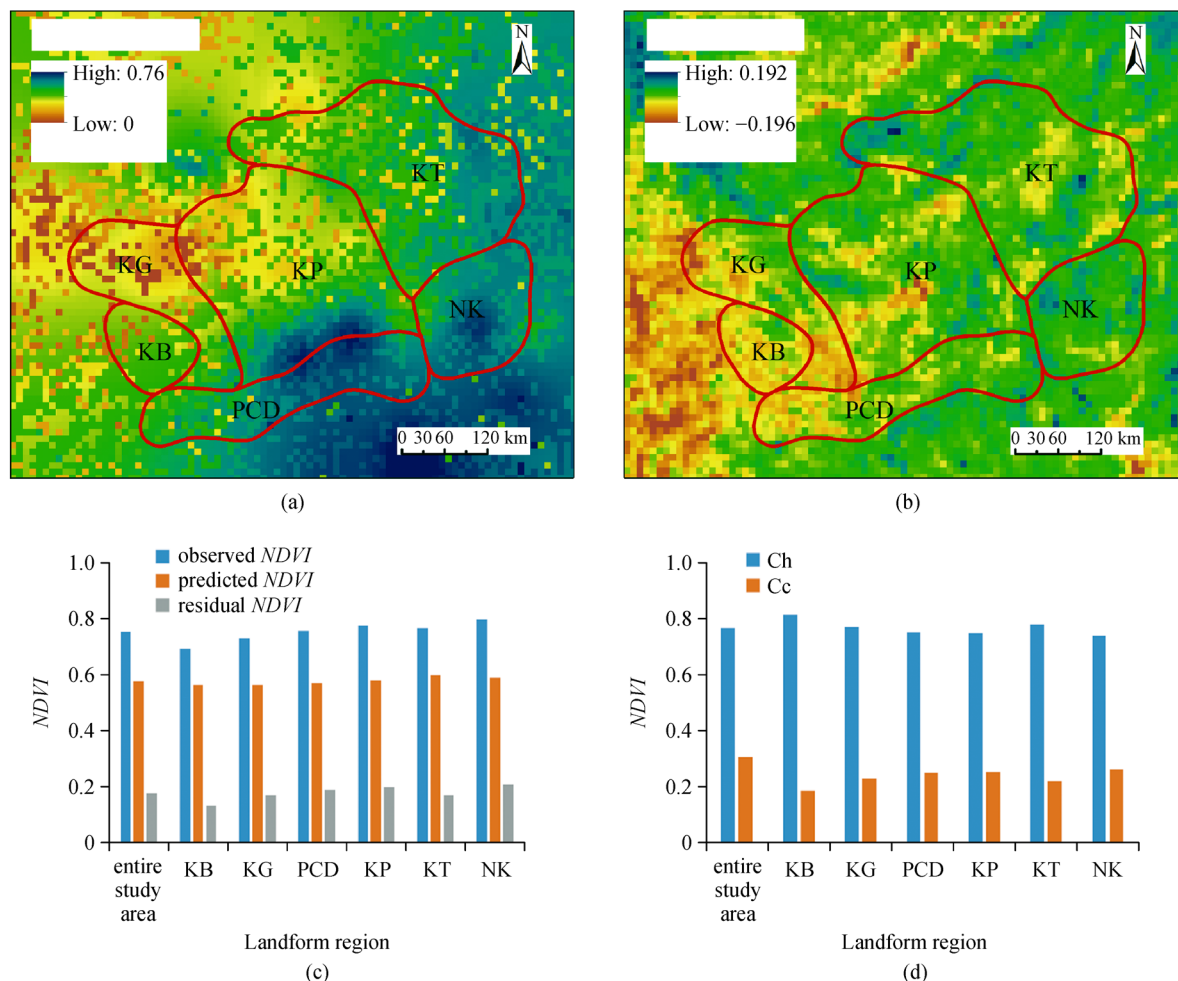 N
High: 0.76
Low: 0
KT
KG
KP
NK
KB
PCD
0 30 60 120 km
(a)
N
High: 0.192
Low: −0.196
KT
KG
KP
NK
KB
PCD
0 30 60 120 km
(b)
observed NDVI
predicted NDVI
residual NDVI
1.0
0.8
0.6
0.4
0.2
0
NDVI
entire
study
area
KB
KG
PCD
KP
KT
NK
Landform region
(c)
Ch
Cc
1.0
0.8
0.6
0.4
0.2
0
NDVI
entire
study
area
KB
KG
PCD
KP
KT
NK
Landform region
(d)